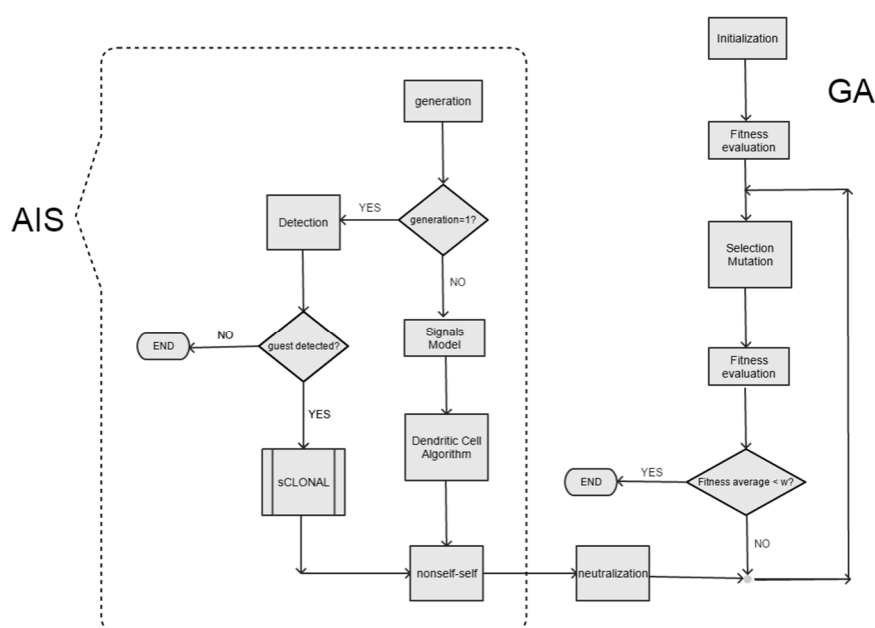 Initialization
GA
generation
Fitness
evaluation
AIS
YES
Detection
generation=1?
Selection
Mutation
NO
Signals
Model
NO
END
guest detected?
Fitness
evaluation
YES
Dendritic Cell
Algorithm
sCLONAL
YES
END
Fitness average < w?
NO
nonself-self
neutralization